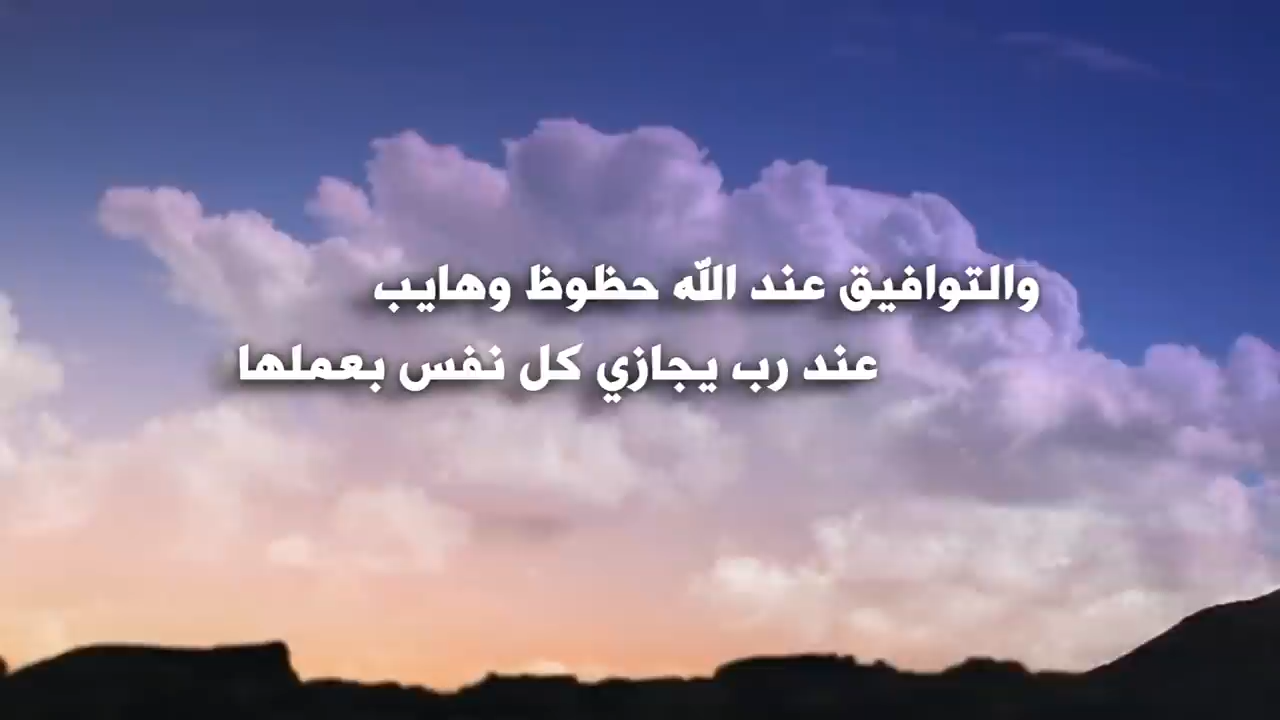 والتوافيق عند الله حظوظ وهايب
عند رب يجازي كل نفس بعملها